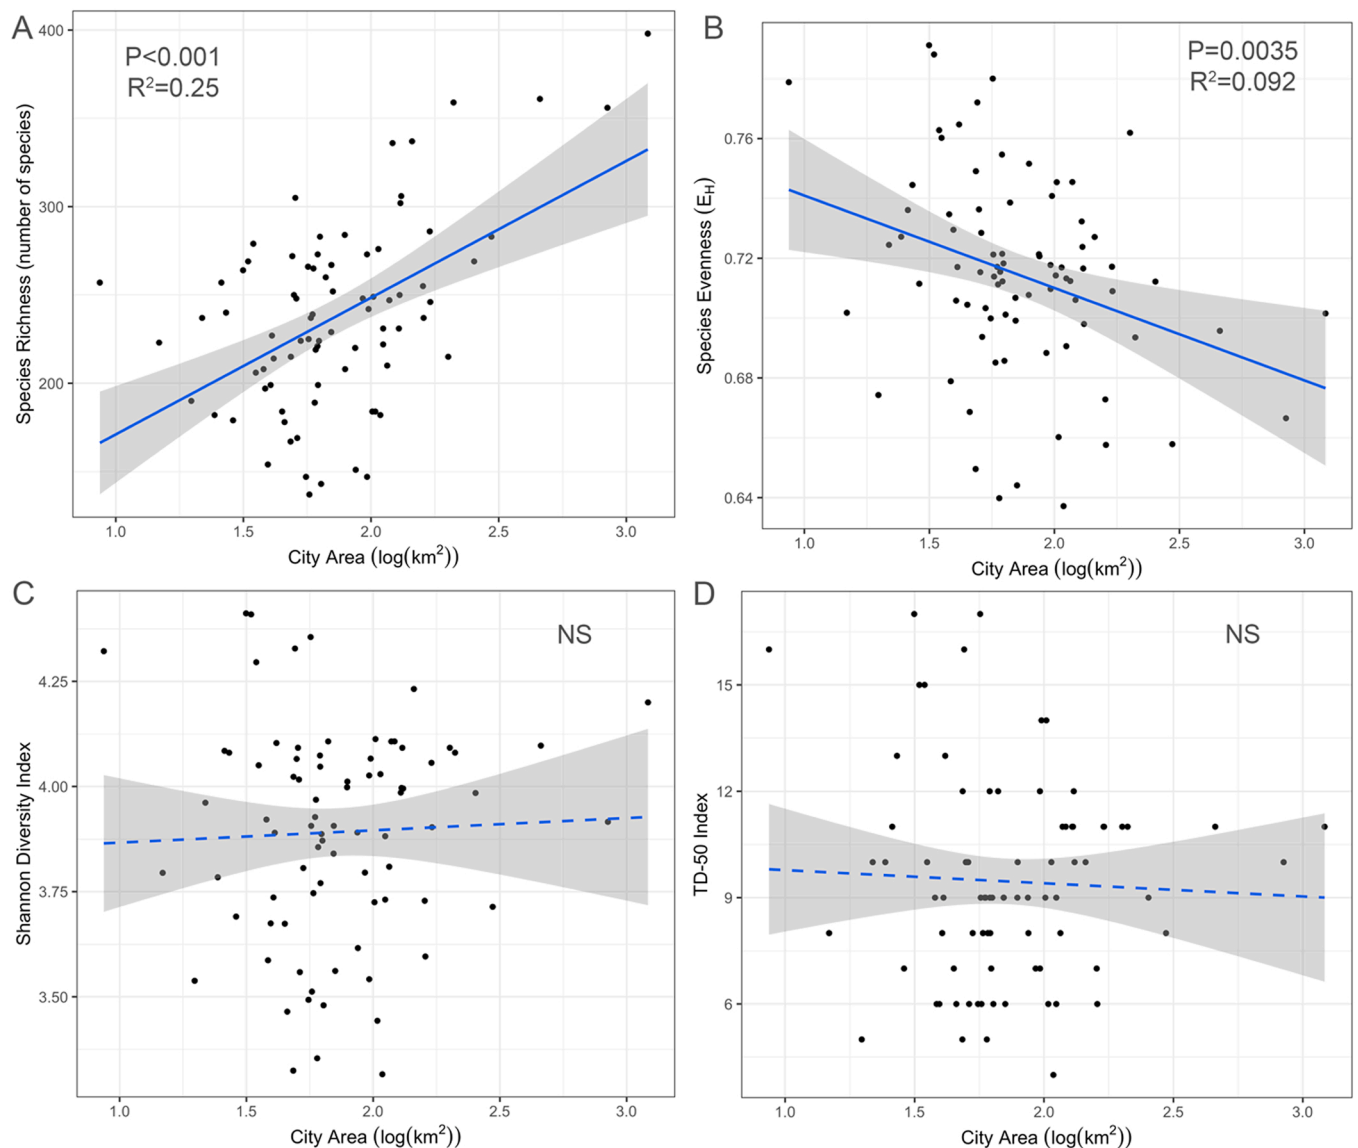 A
P<0.001
R²=0.25
Species Richness (number of species)
400
300
200
1.0 1.5 2.0 2.5 3.0
City Area (log(km²))
B
P=0.0035
R²=0.092
Species Evenness (E_H)
0.76
0.72
0.68
0.64
1.0 1.5 2.0 2.5 3.0
City Area (log(km²))
C
NS
Shannon Diversity Index
4.25
4.00
3.75
3.50
1.0 1.5 2.0 2.5 3.0
City Area (log(km²))
D
NS
TD-50 Index
15
12
9
6
1.0 1.5 2.0 2.5 3.0
City Area (log(km²))